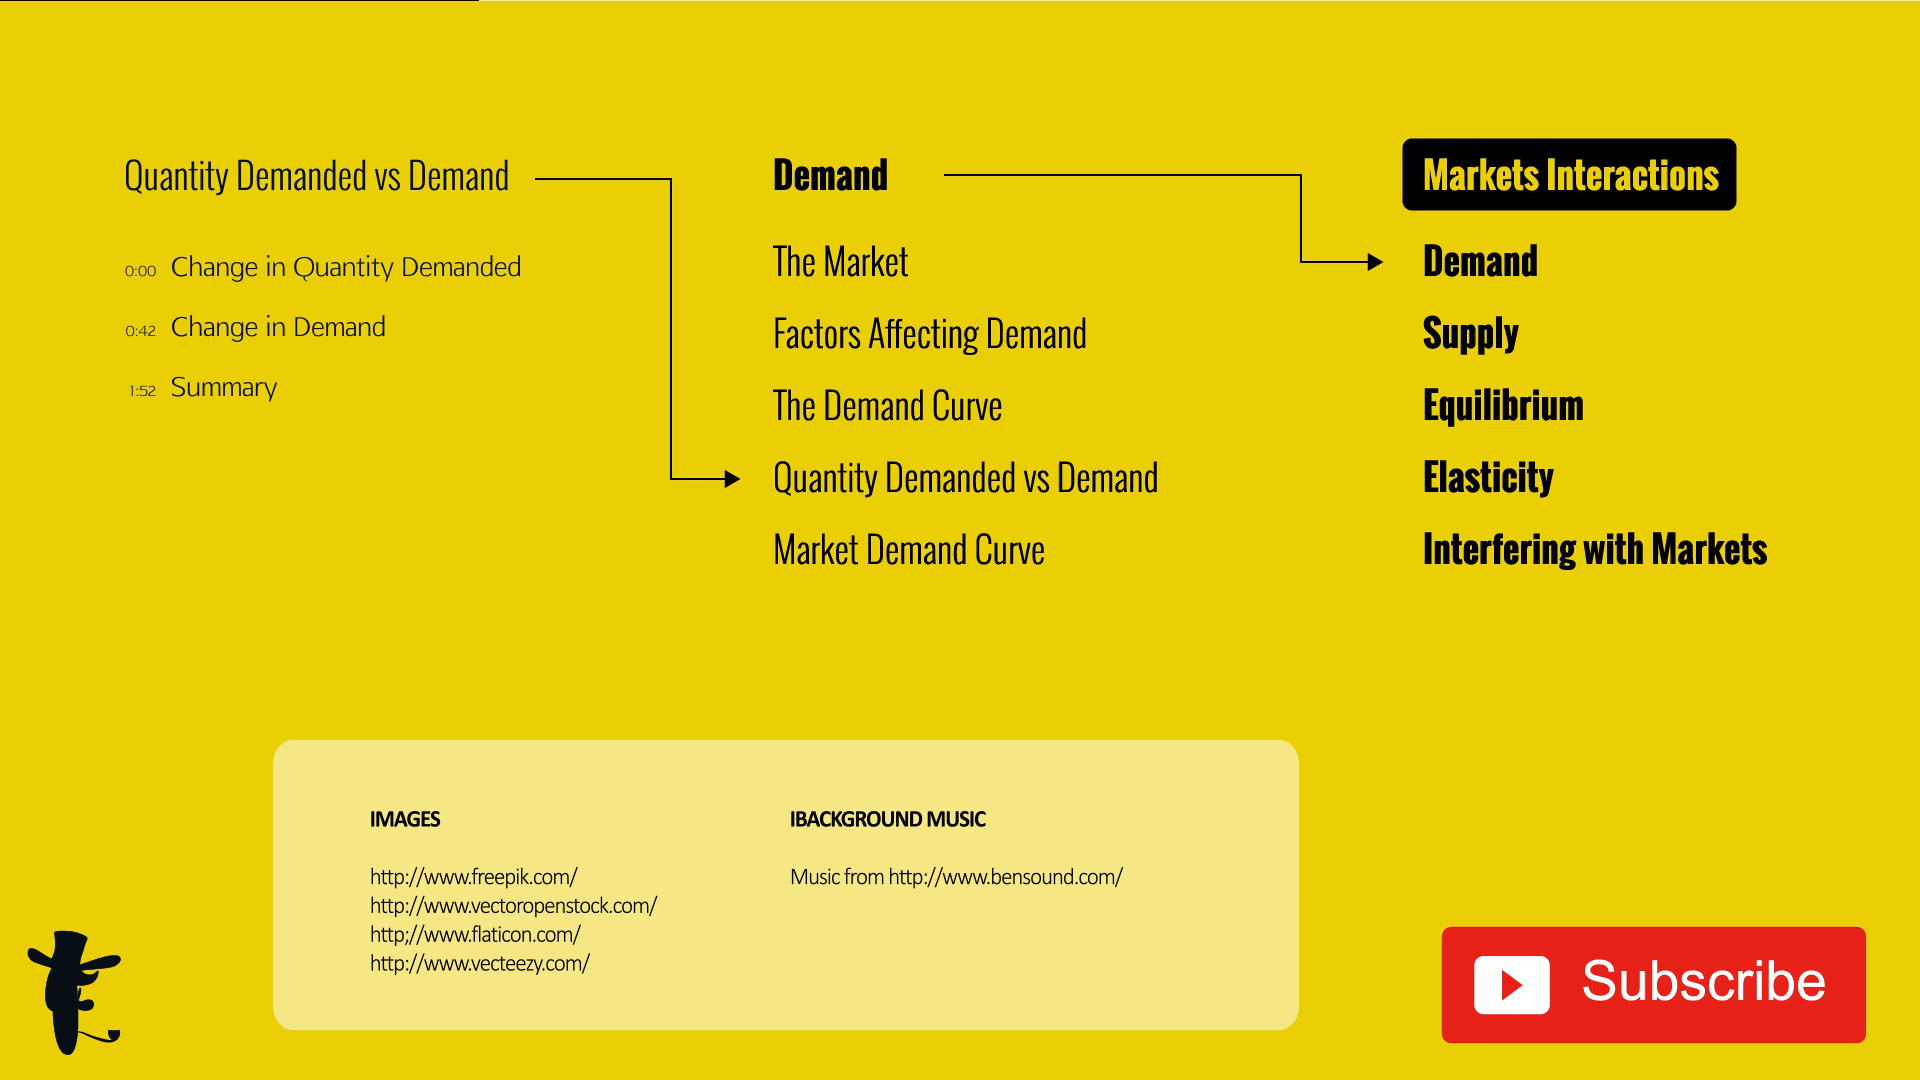 Quantity Demanded vs Demand
0:00 Change in Quantity Demanded
0:42 Change in Demand
1:52 Summary
Demand
The Market
Factors Affecting Demand
The Demand Curve
Quantity Demanded vs Demand
Market Demand Curve
Markets Interactions
Demand
Supply
Equilibrium
Elasticity
Interfering with Markets
IMAGES
http://www.freepik.com/
http://www.vectoropenstock.com/
http;//www.flaticon.com/
http://www.vecteezy.com/
IBACKGROUND MUSIC
Music from http://www.bensound.com/
Subscribe